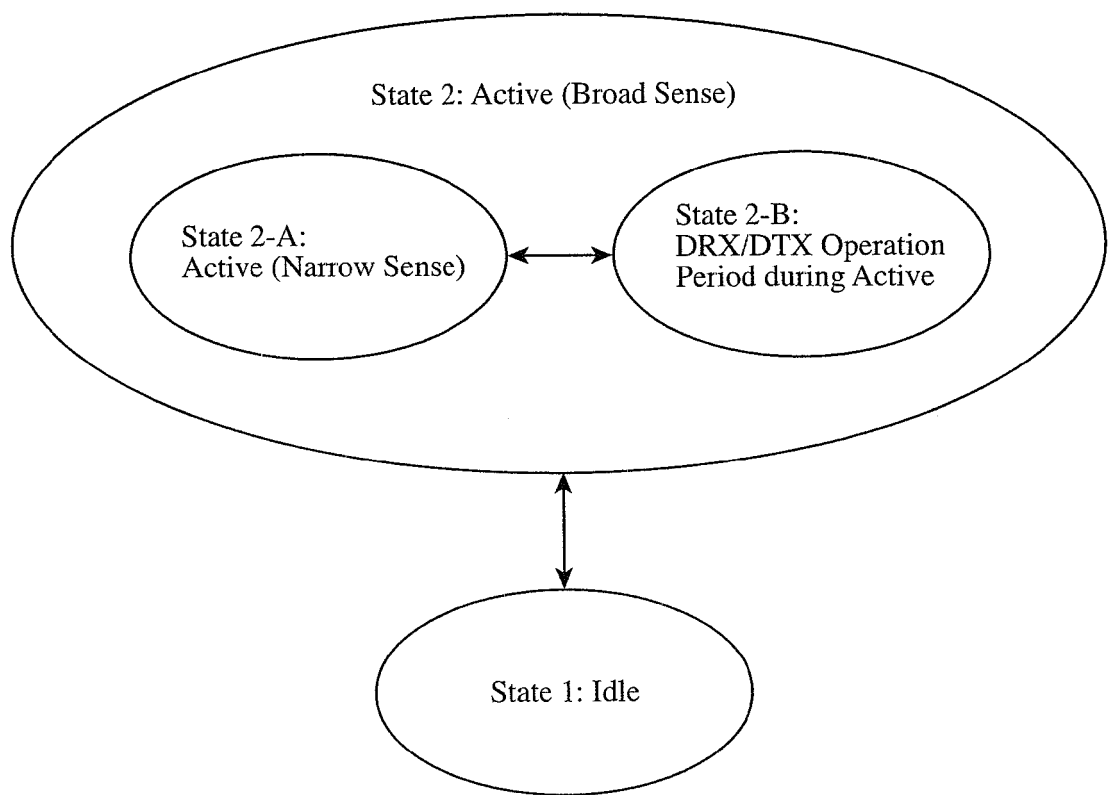 State 2: Active (Broad Sense)
State 2-A:
Active (Narrow Sense)
State 2-B:
DRX/DTX Operation
Period during Active
State 1: Idle